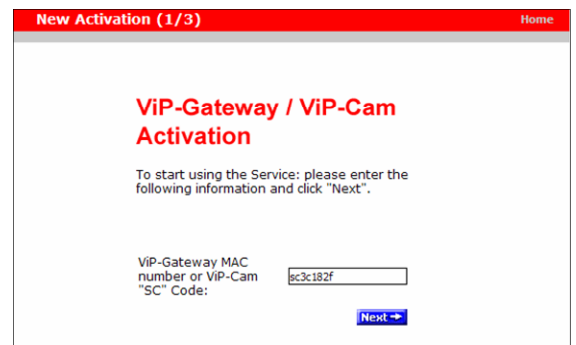 New Activation (1/3)
Home
ViP-Gateway / ViP-Cam
Activation
To start using the Service: please enter the
following information and click "Next".
ViP-Gateway MAC
number or ViP-Cam
"SC" Code:
sc3c182f
Next